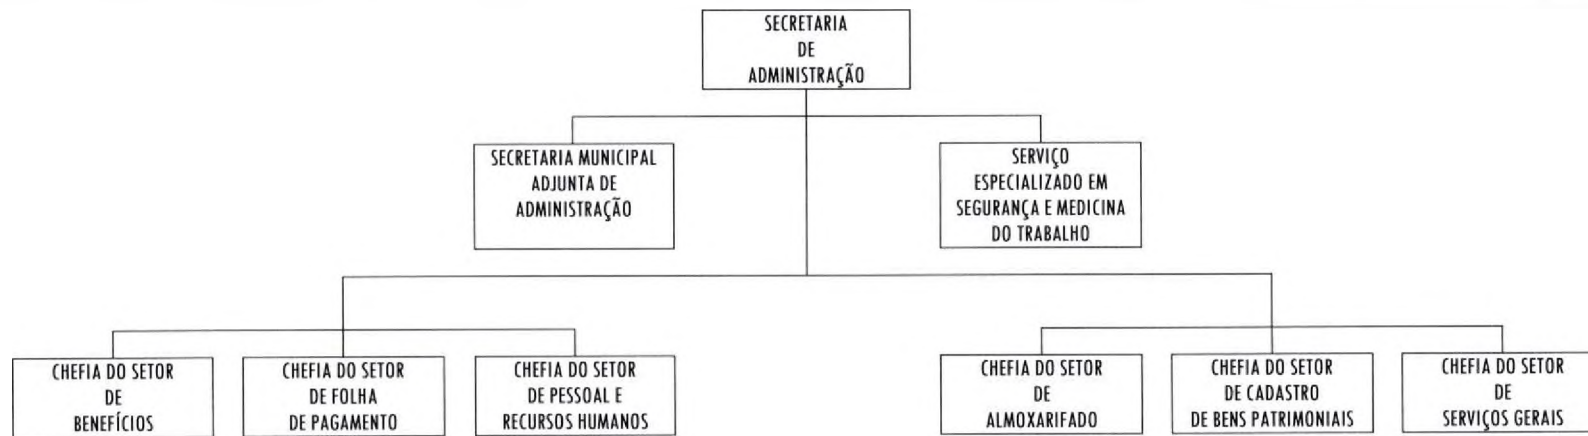 SECRETARIA
DE
ADMINISTRAÇÃO
SECRETARIA MUNICIPAL
ADJUNTA DE
ADMINISTRAÇÃO
SERVIÇO
ESPECIALIZADO EM
SEGURANÇA E MEDICINA
DO TRABALHO
CHEFIA DO SETOR
DE
BENEFÍCIOS
CHEFIA DO SETOR
DE FOLHA
DE PAGAMENTO
CHEFIA DO SETOR
DE PESSOAL E
RECURSOS HUMANOS
CHEFIA DO SETOR
DE
ALMOXARIFADO
CHEFIA DO SETOR
DE CADASTRO
DE BENS PATRIMONIAIS
CHEFIA DO SETOR
DE
SERVIÇOS GERAIS